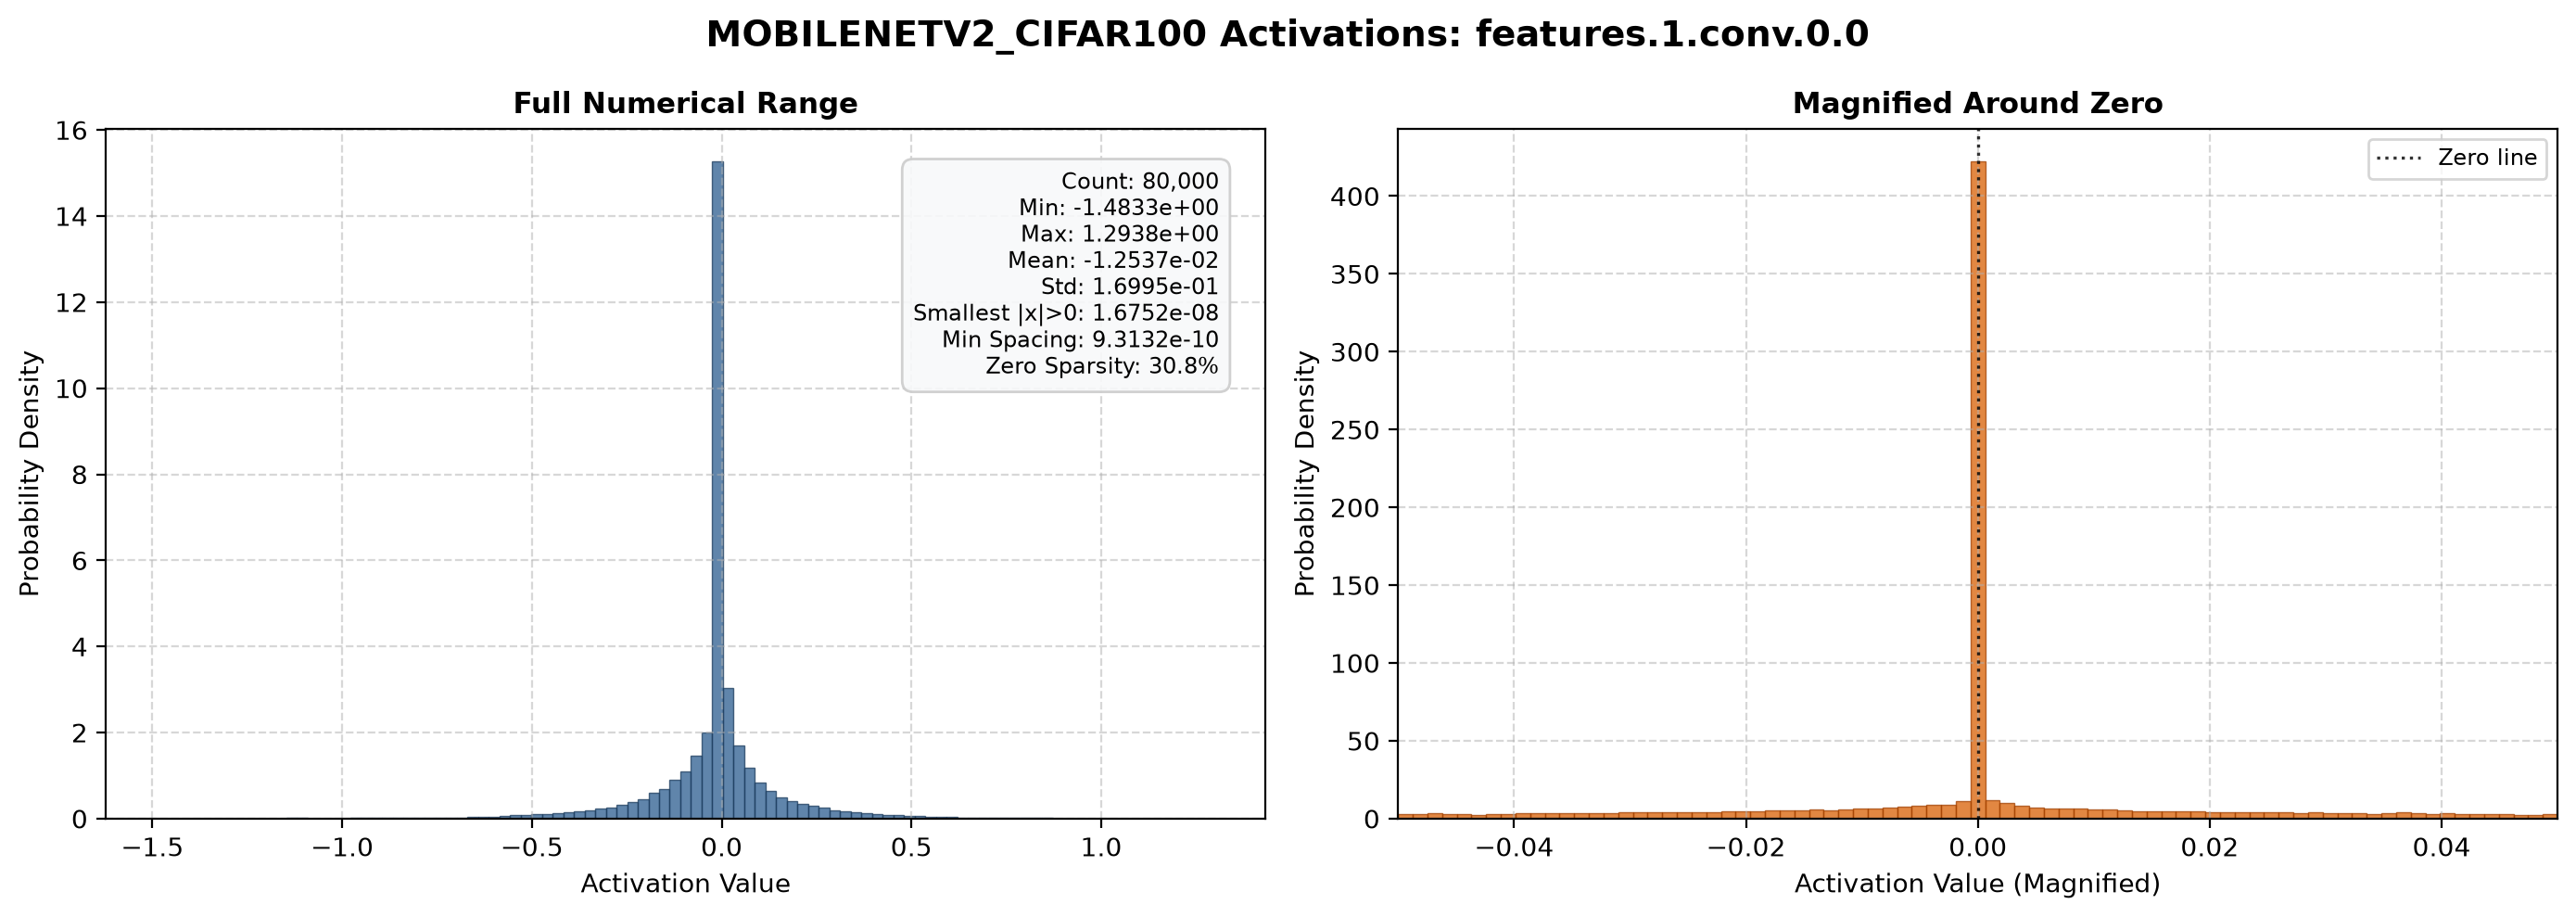 MOBILENETV2_CIFAR100 Activations: features.1.conv.0.0
Full Numerical Range
Probability Density
16
14
12
10
8
6
4
2
0
Count: 80,000
Min: -1.4833e+00
Max: 1.2938e+00
Mean: -1.2537e-02
Std: 1.6995e-01
Smallest |x|>0: 1.6752e-08
Min Spacing: 9.3132e-10
Zero Sparsity: 30.8%
−1.5 −1.0 −0.5 0.0 0.5 1.0
Activation Value
Magnified Around Zero
Probability Density
400
350
300
250
200
150
100
50
0
Zero line
−0.04 −0.02 0.00 0.02 0.04
Activation Value (Magnified)